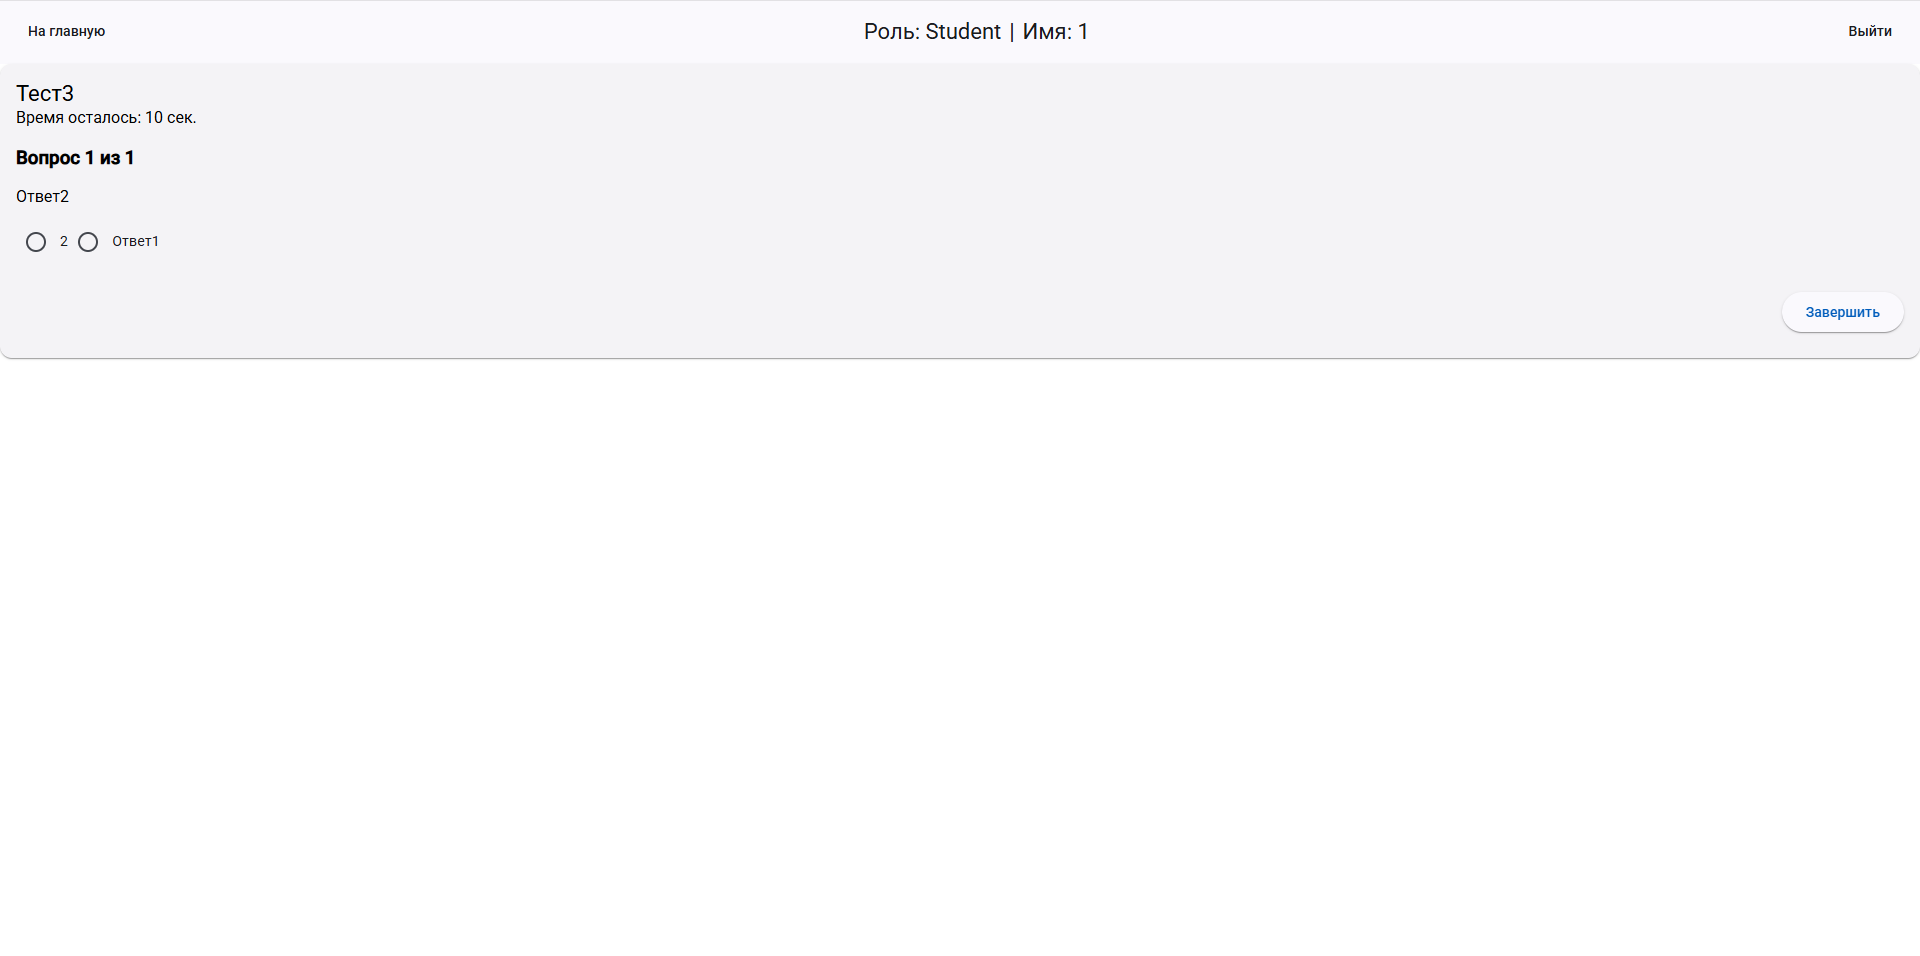 На главную
Роль: Student | Имя: 1
Выйти
Тест3
Время осталось: 10 сек.
Вопрос 1 из 1
Ответ2
2 Ответ1
Завершить